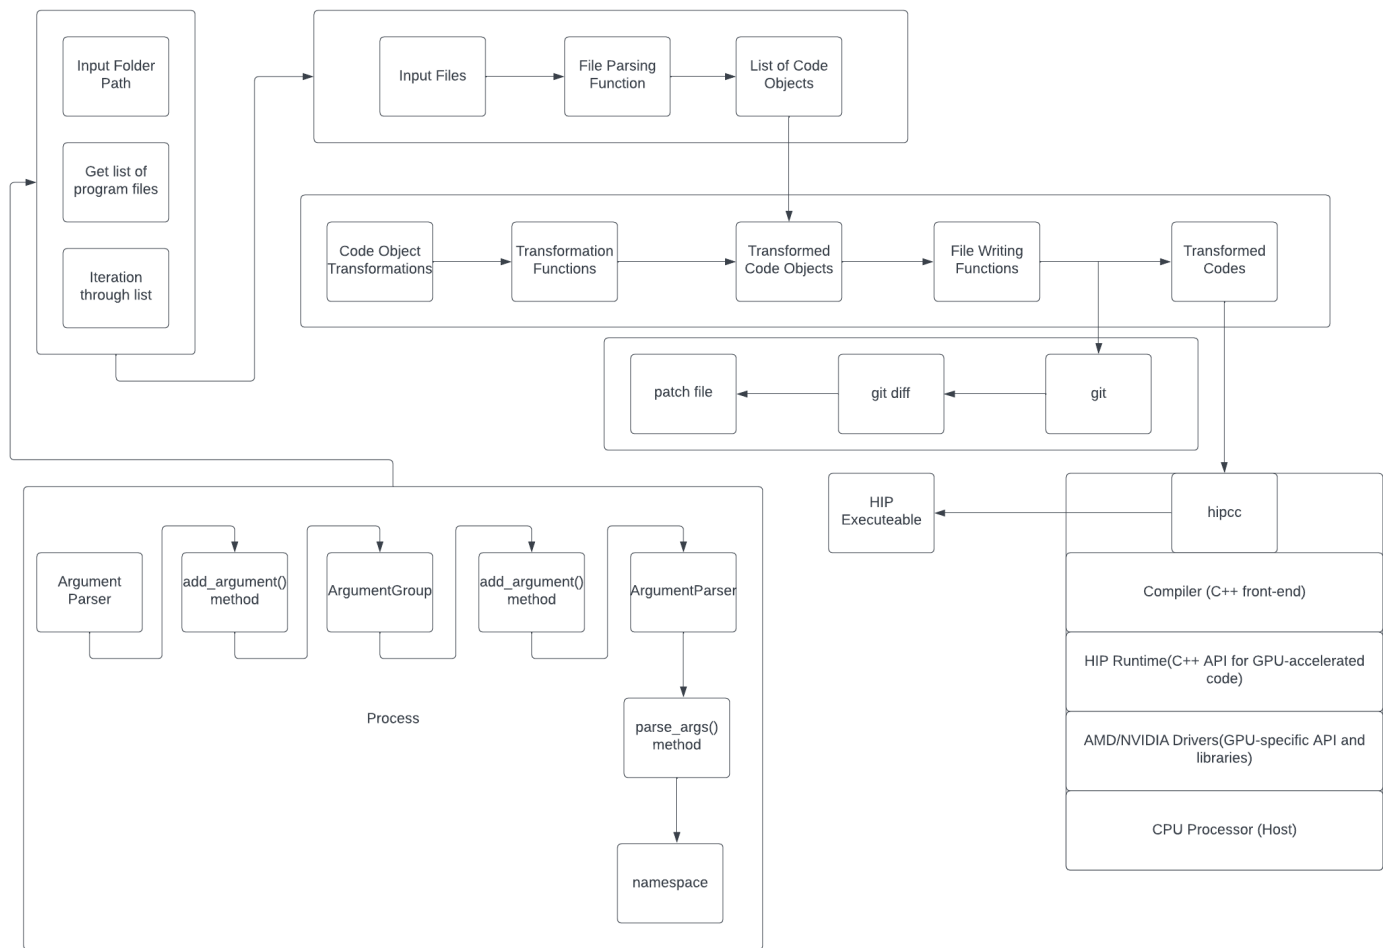 Input Folder
Path
Get list of
program files
Iteration
through list
Input Files
File Parsing
Function
List of Code
Objects
Code Object
Transformations
Transformation
Functions
Transformed
Code Objects
File Writing
Functions
Transformed
Codes
patch file
git diff
git
HIP
Executeable
hipcc
Compiler (C++ front-end)
HIP Runtime(C++ API for GPU-accelerated
code)
AMD/NVIDIA Drivers(GPU-specific API and
libraries)
CPU Processor (Host)
Argument
Parser
add_argument()
method
ArgumentGroup
add_argument()
method
ArgumentParser
Process
parse_args()
method
namespace